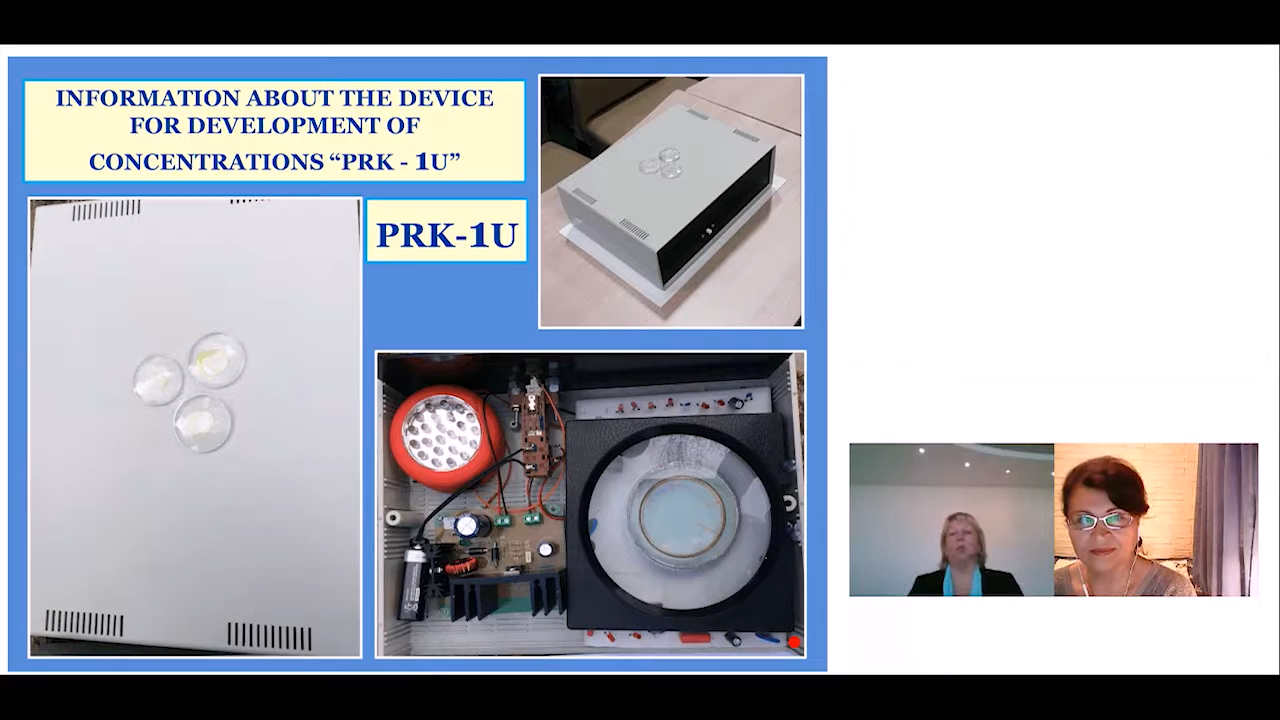 INFORMATION ABOUT THE DEVICE
FOR DEVELOPMENT OF
CONCENTRATIONS “PRK - 1U”
PRK-1U